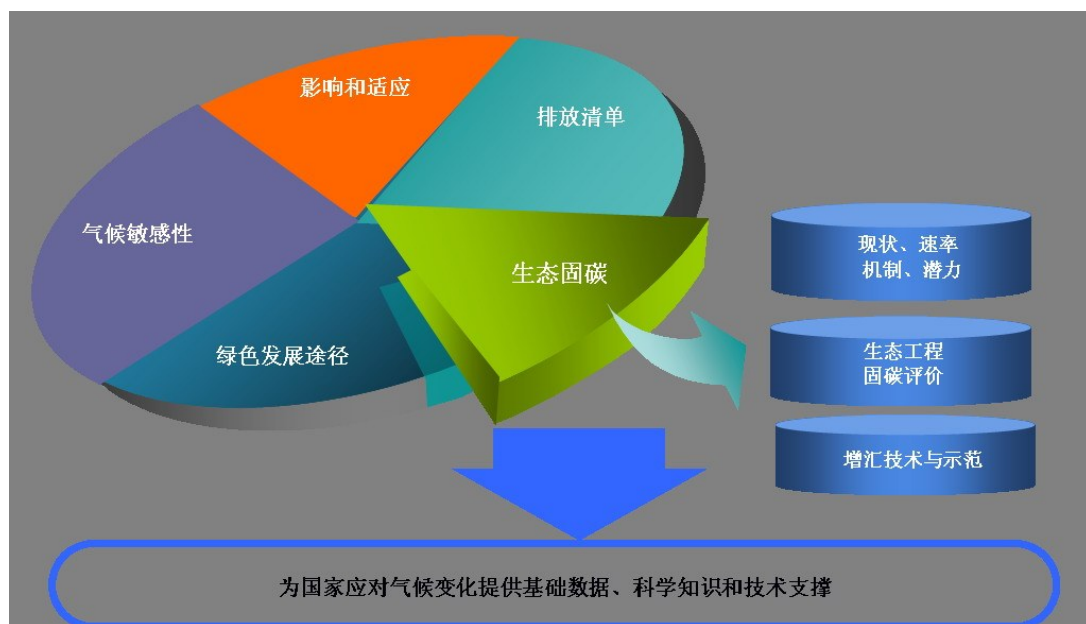 影响和适应
排放清单
气候敏感性
生态固碳
绿色发展途径
现状、速率
机制、潜力
生态工程
固碳评价
增汇技术与示范
为国家应对气候变化提供基础数据、科学知识和技术支撑